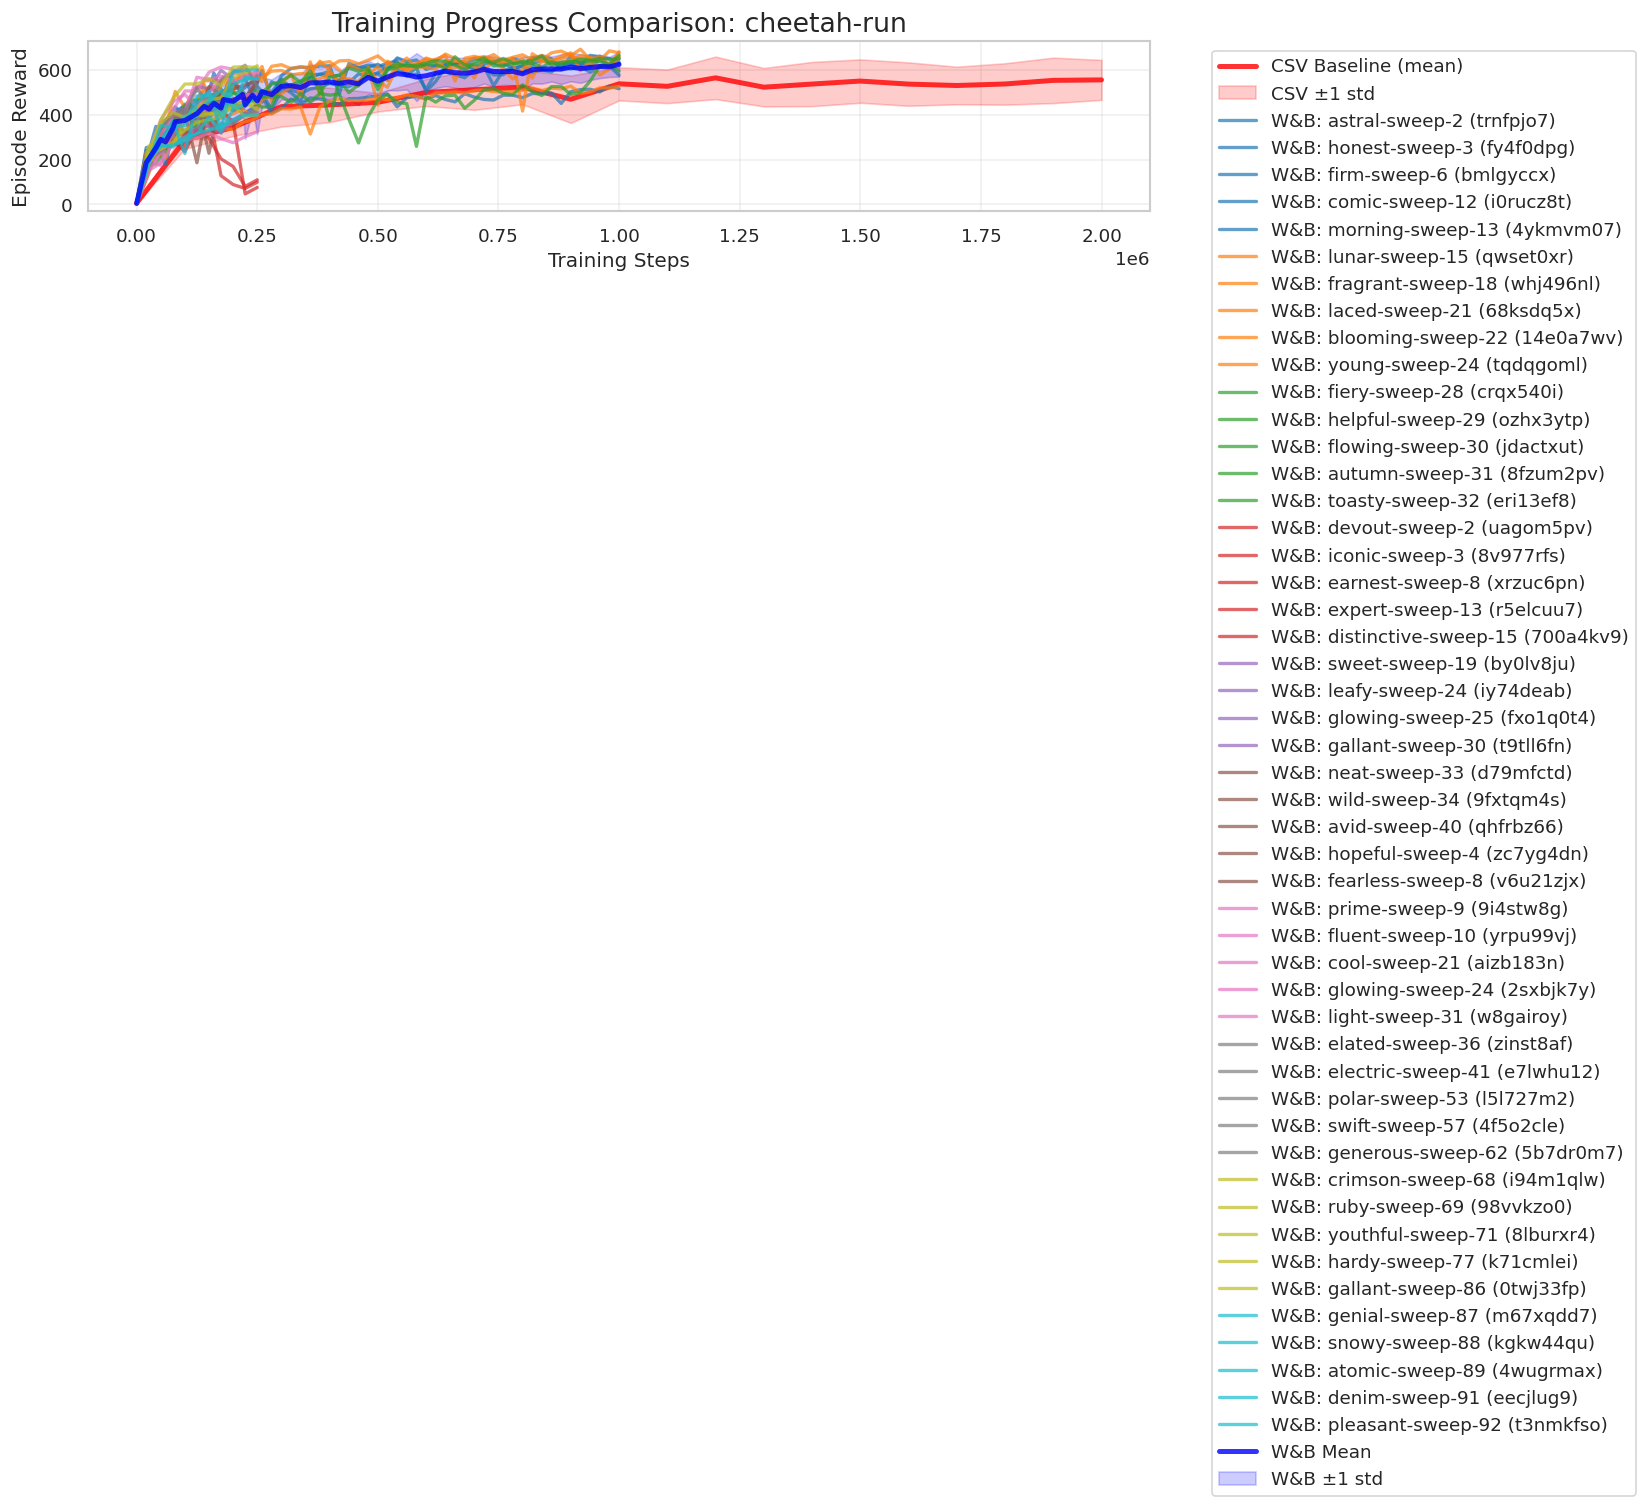 Training Progress Comparison: cheetah-run
Episode Reward
600
400
200
0
0.00 0.25 0.50 0.75 1.00 1.25 1.50 1.75 2.00
1e6
Training Steps
CSV Baseline (mean)
CSV ±1 std
W&B: astral-sweep-2 (trnfpjo7)
W&B: honest-sweep-3 (fy4f0dpg)
W&B: firm-sweep-6 (bmlgyccx)
W&B: comic-sweep-12 (i0rucz8t)
W&B: morning-sweep-13 (4ykmvm07)
W&B: lunar-sweep-15 (qwset0xr)
W&B: fragrant-sweep-18 (whj496nl)
W&B: laced-sweep-21 (68ksdq5x)
W&B: blooming-sweep-22 (14e0a7wv)
W&B: young-sweep-24 (tqdqgoml)
W&B: fiery-sweep-28 (crqx540i)
W&B: helpful-sweep-29 (ozhx3ytp)
W&B: flowing-sweep-30 (jdactxut)
W&B: autumn-sweep-31 (8fzum2pv)
W&B: toasty-sweep-32 (eri13ef8)
W&B: devout-sweep-2 (uagom5pv)
W&B: iconic-sweep-3 (8v977rfs)
W&B: earnest-sweep-8 (xrzuc6pn)
W&B: expert-sweep-13 (r5elcuu7)
W&B: distinctive-sweep-15 (700a4kv9)
W&B: sweet-sweep-19 (by0lv8ju)
W&B: leafy-sweep-24 (iy74deab)
W&B: glowing-sweep-25 (fxo1q0t4)
W&B: gallant-sweep-30 (t9tll6fn)
W&B: neat-sweep-33 (d79mfctd)
W&B: wild-sweep-34 (9fxtqm4s)
W&B: avid-sweep-40 (qhfrbz66)
W&B: hopeful-sweep-4 (zc7yg4dn)
W&B: fearless-sweep-8 (v6u21zjx)
W&B: prime-sweep-9 (9i4stw8g)
W&B: fluent-sweep-10 (yrpu99vj)
W&B: cool-sweep-21 (aizb183n)
W&B: glowing-sweep-24 (2sxbjk7y)
W&B: light-sweep-31 (w8gairoy)
W&B: elated-sweep-36 (zinst8af)
W&B: electric-sweep-41 (e7lwhu12)
W&B: polar-sweep-53 (l5l727m2)
W&B: swift-sweep-57 (4f5o2cle)
W&B: generous-sweep-62 (5b7dr0m7)
W&B: crimson-sweep-68 (i94m1qlw)
W&B: ruby-sweep-69 (98vvkzo0)
W&B: youthful-sweep-71 (8lburxr4)
W&B: hardy-sweep-77 (k71cmlei)
W&B: gallant-sweep-86 (0twj33fp)
W&B: genial-sweep-87 (m67xqdd7)
W&B: snowy-sweep-88 (kgkw44qu)
W&B: atomic-sweep-89 (4wugrmax)
W&B: denim-sweep-91 (eecjlug9)
W&B: pleasant-sweep-92 (t3nmkfso)
W&B Mean
W&B ±1 std